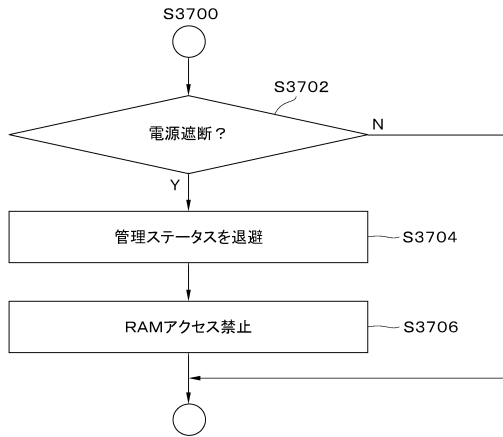 S3700
S3702
電源遮断?
N
Y
管理ステータスを退避
S3704
RAMアクセス禁止
S3706